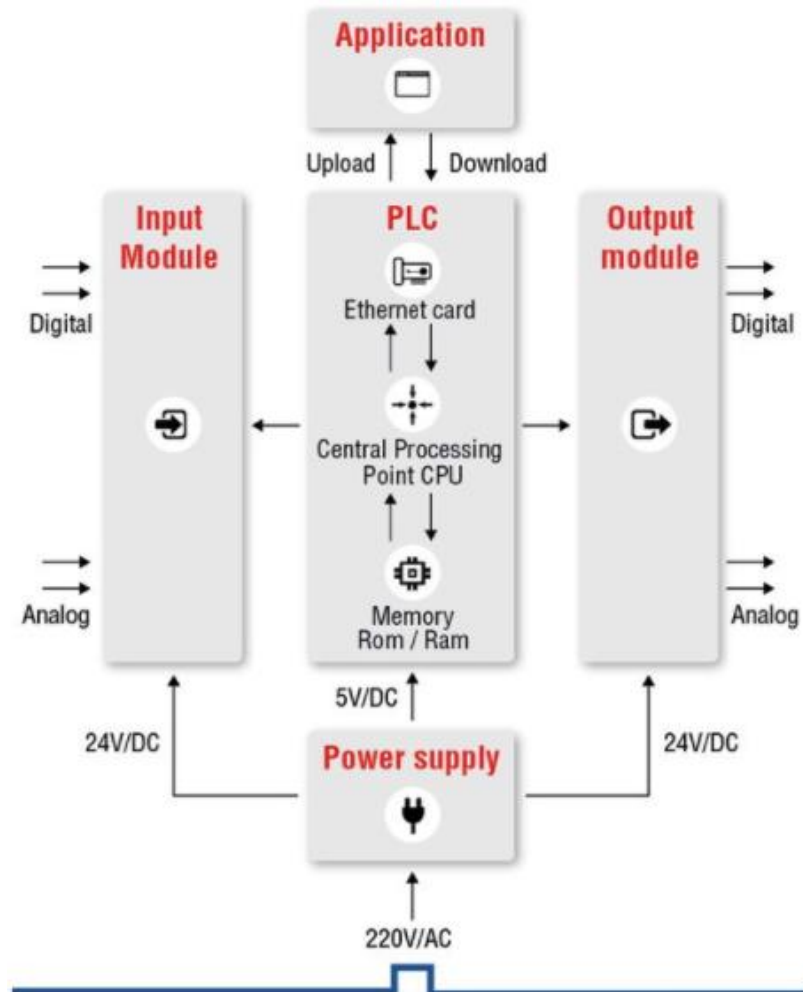 Application
Upload
Download
Input
Module
PLC
Output
module
Ethernet card
Digital
Digital
Central Processing
Point CPU
Analog
Memory
Rom / Ram
Analog
5V/DC
24V/DC
24V/DC
Power supply
220V/AC